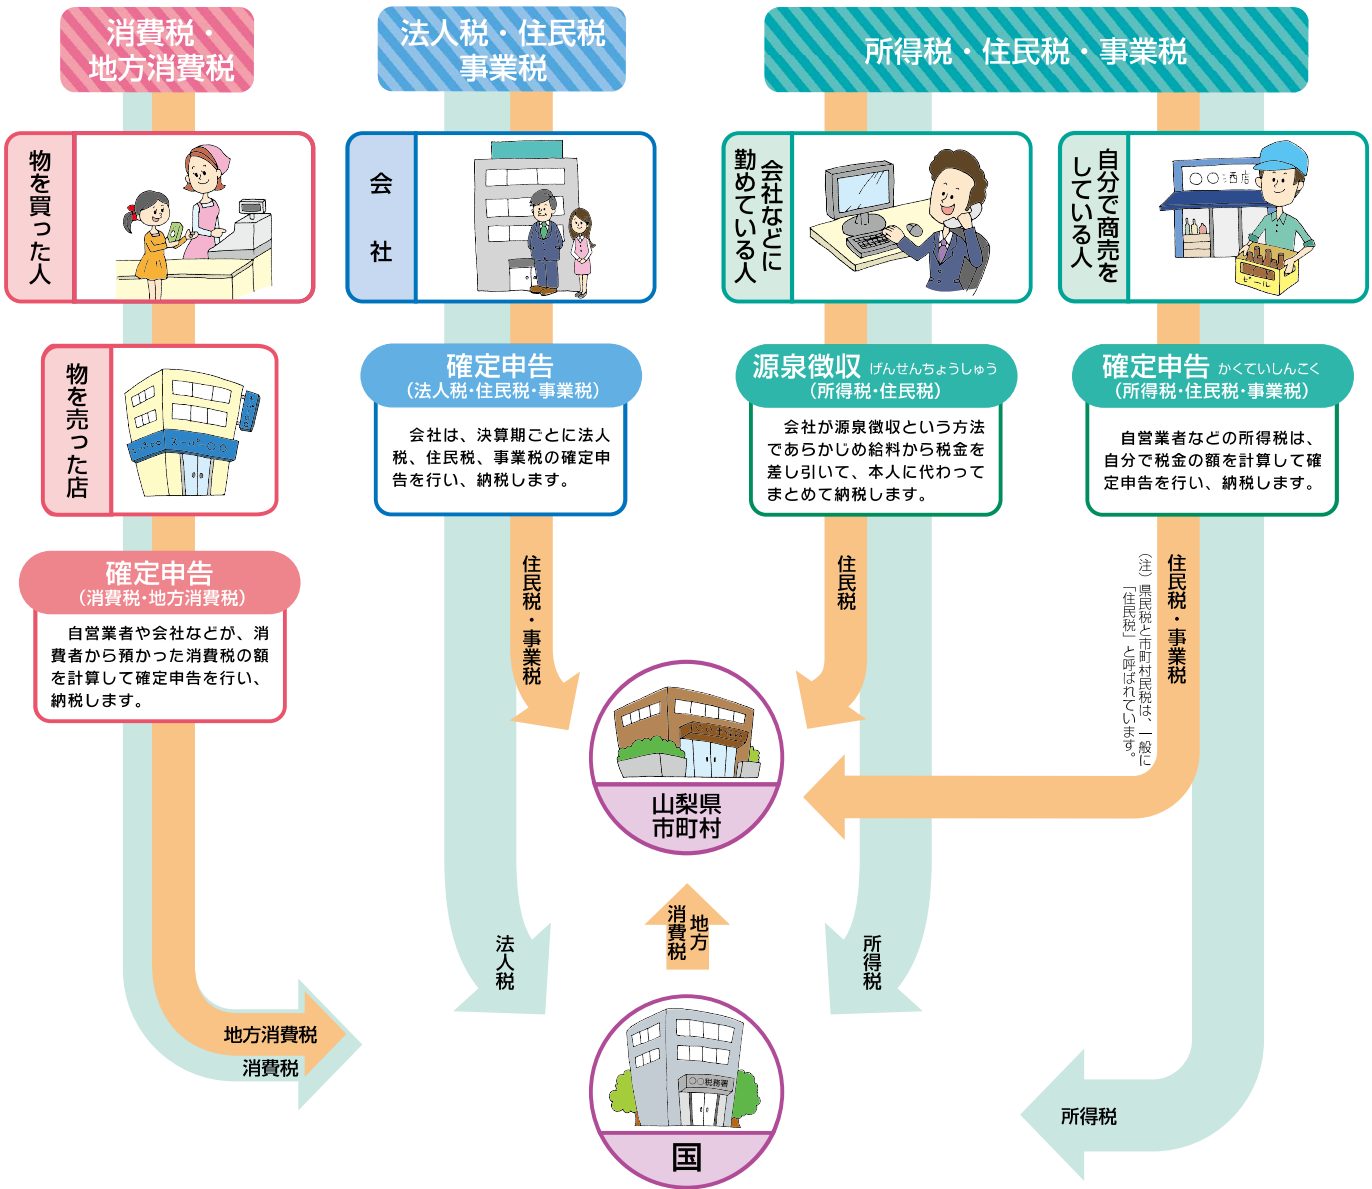 消費税・
地方消費税
物を買った人
物を売った店
スーパー○○
確定申告
（消費税・地方消費税）
自営業者や会社などが、消
費者から預かった消費税の額
を計算して確定申告を行い、
納税します。
地方消費税
消費税
法人税・住民税
事業税
会社
確定申告
（法人税・住民税・事業税）
会社は、決算期ごとに法人
税、住民税、事業税の確定申
告を行い、納税します。
住民税・事業税
法人税
所得税・住民税・事業税
会社などに
勤めている人
源泉徴収 げんせんちょうしゅう
（所得税・住民税）
会社が源泉徴収という方法
であらかじめ給料から税金を
差し引いて、本人に代わって
まとめて納税します。
住民税
所得税
自分で商売を
している人
○○酒店
ビール
確定申告 かくていしんこく
（所得税・住民税・事業税）
自営業者などの所得税は、
自分で税金の額を計算して確
定申告を行い、納税します。
住民税・事業税
（注）県民税と市町村民税は、一般に
「住民税」と呼ばれています。
所得税
山梨県
市町村
地方
消費税
○○税務署
国